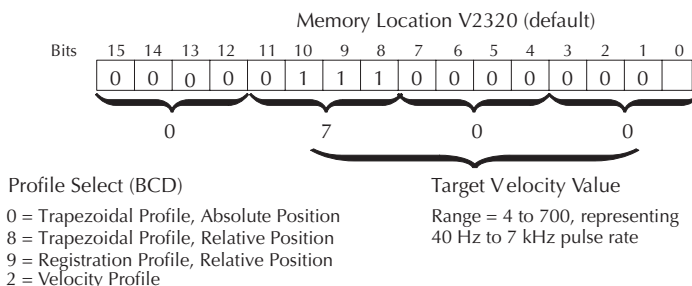 Memory Location V2320 (default)
Bits 15 14 13 12 11 10 9 8 7 6 5 4 3 2 1 0
0 0 0 0 0 1 1 1 0 0 0 0 0 0 0
0 7 0 0
Profile Select (BCD)
0 = Trapezoidal Profile, Absolute Position
8 = Trapezoidal Profile, Relative Position
9 = Registration Profile, Relative Position
2 = Velocity Profile
Target Velocity Value
Range = 4 to 700, representing
40 Hz to 7 kHz pulse rate